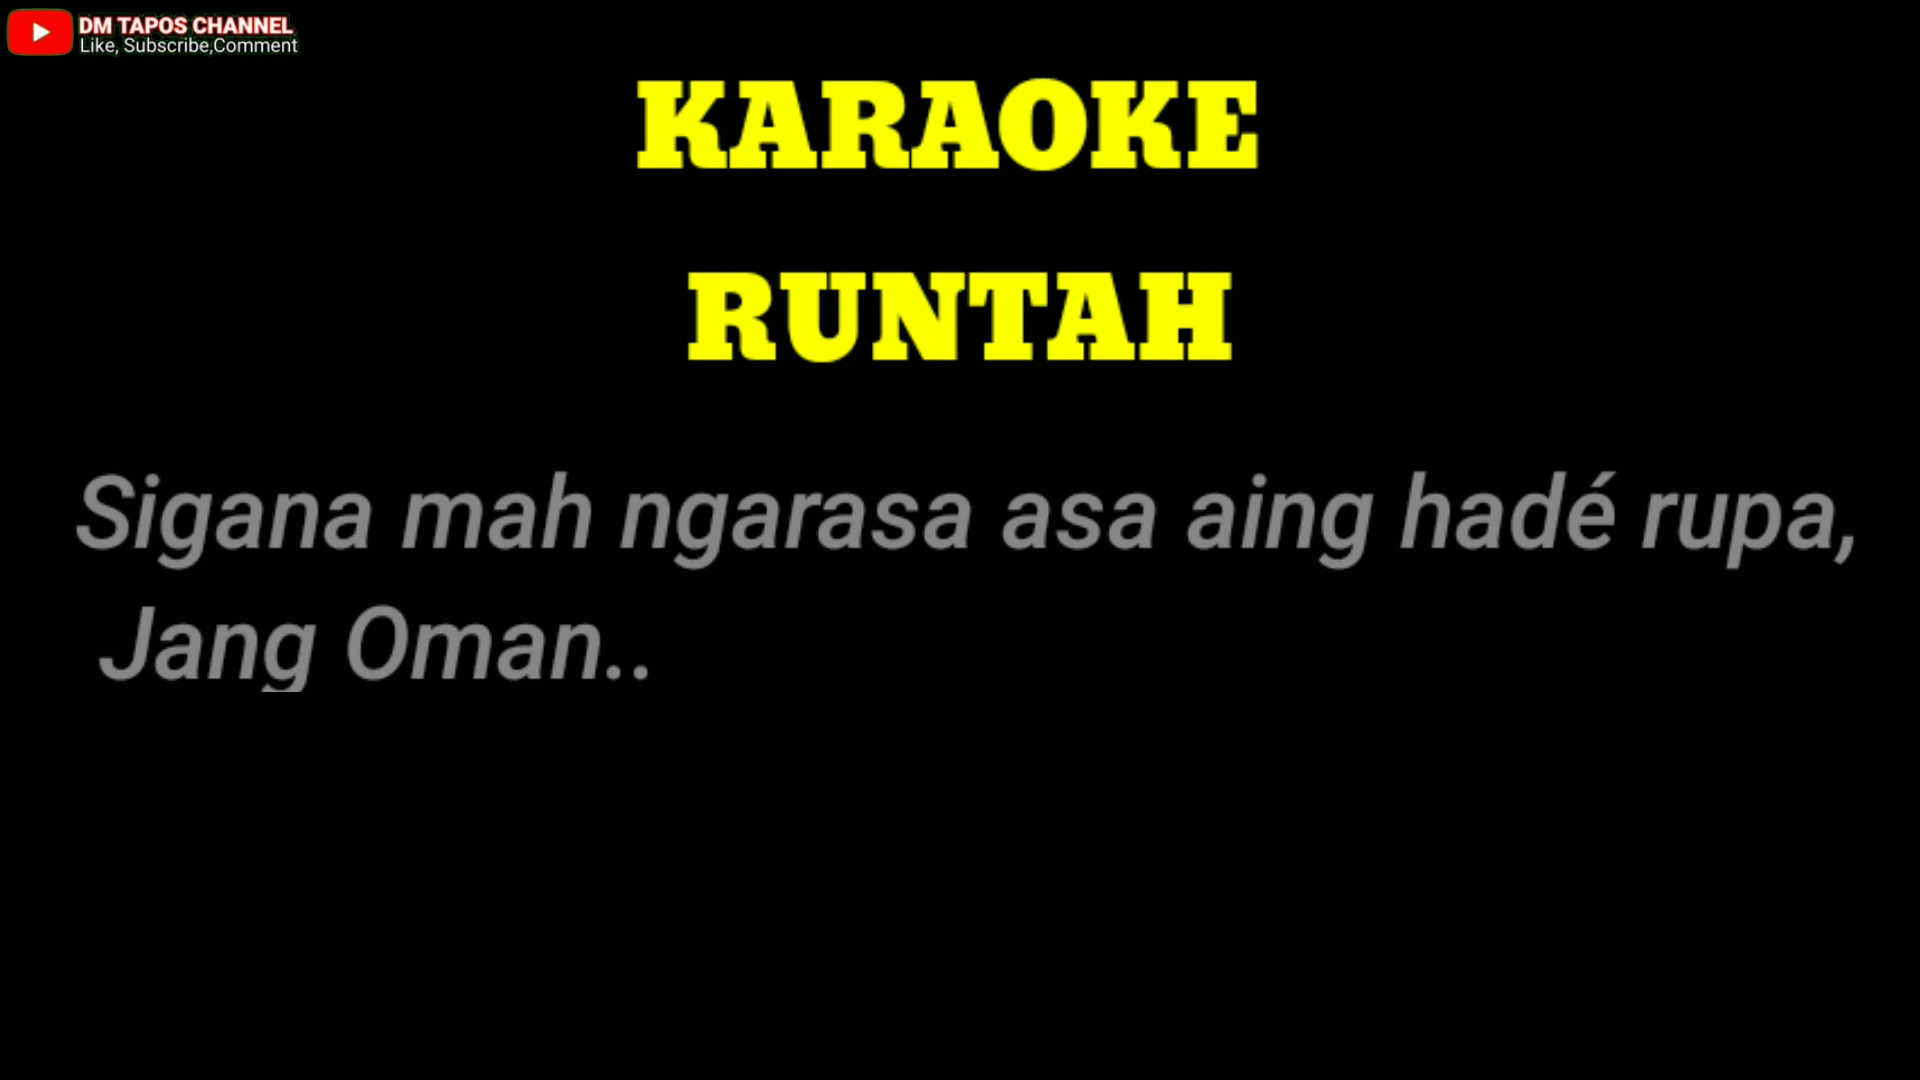 DM TAPOS CHANNEL
Like, Subscribe,Comment
KARAOKE
RUNTAH
Sigana mah ngarasa asa aing hadé rupa,
Jang Oman..